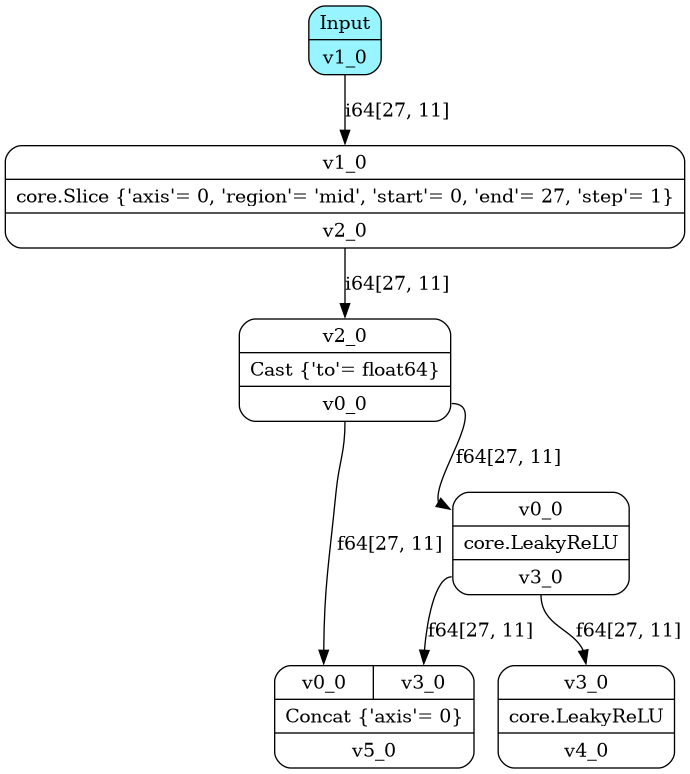 Input
v1_0
i64[27, 11]
v1_0
core.Slice {'axis'= 0, 'region'= 'mid', 'start'= 0, 'end'= 27, 'step'= 1}
v2_0
i64[27, 11]
v2_0
Cast {'to'= float64}
v0_0
f64[27, 11]
v0_0
f64[27, 11]
core.LeakyReLU
v3_0
f64[27, 11]
f64[27, 11]
v0_0
v3_0
Concat {'axis'= 0}
v5_0
v3_0
core.LeakyReLU
v4_0